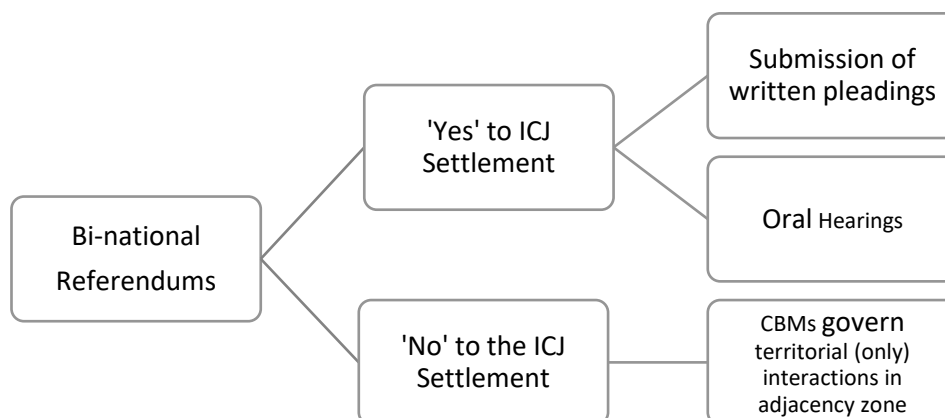 Bi-national
Referendums
'Yes' to ICJ
Settlement
Submission of
written pleadings
Oral Hearings
'No' to the ICJ
Settlement
CBMs govern
territorial (only)
interactions in
adjacency zone